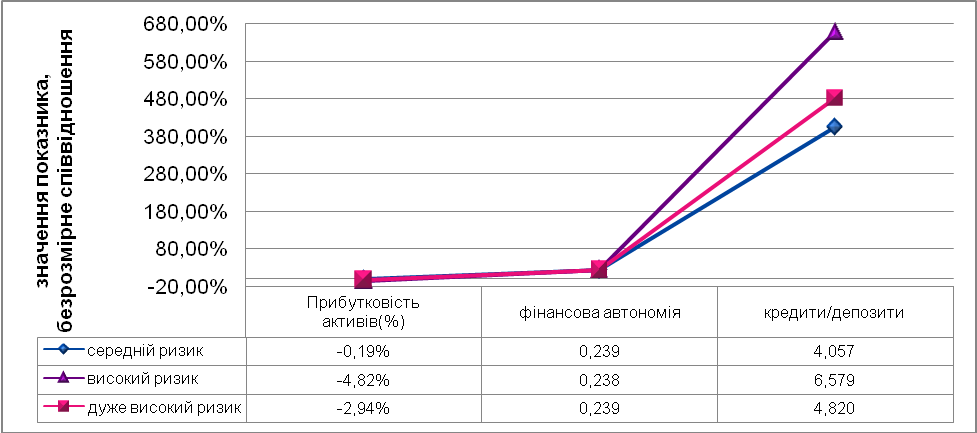 значення показника,
безрозмірне співвідношення
680,00%
580,00%
480,00%
380,00%
280,00%
180,00%
80,00%
-20,00%
Прибутковість активів(%) фінансова автономія кредити/депозити
середній ризик -0,19% 0,239 4,057
високий ризик -4,82% 0,238 6,579
дуже високий ризик -2,94% 0,239 4,820